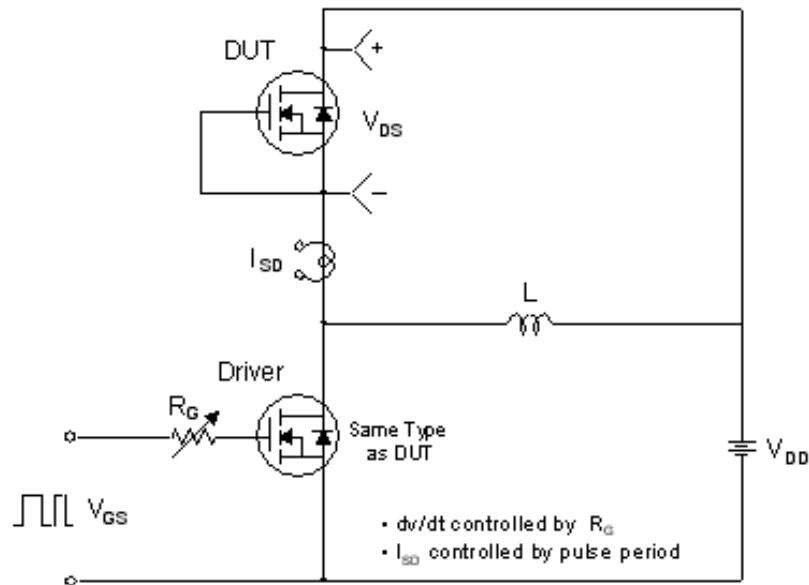 DUT
+
V_DS
−
I_SD
L
Driver
R_G
Same Type
as DUT
V_DD
V_GS
• dv/dt controlled by R_G
• I_SD controlled by pulse period